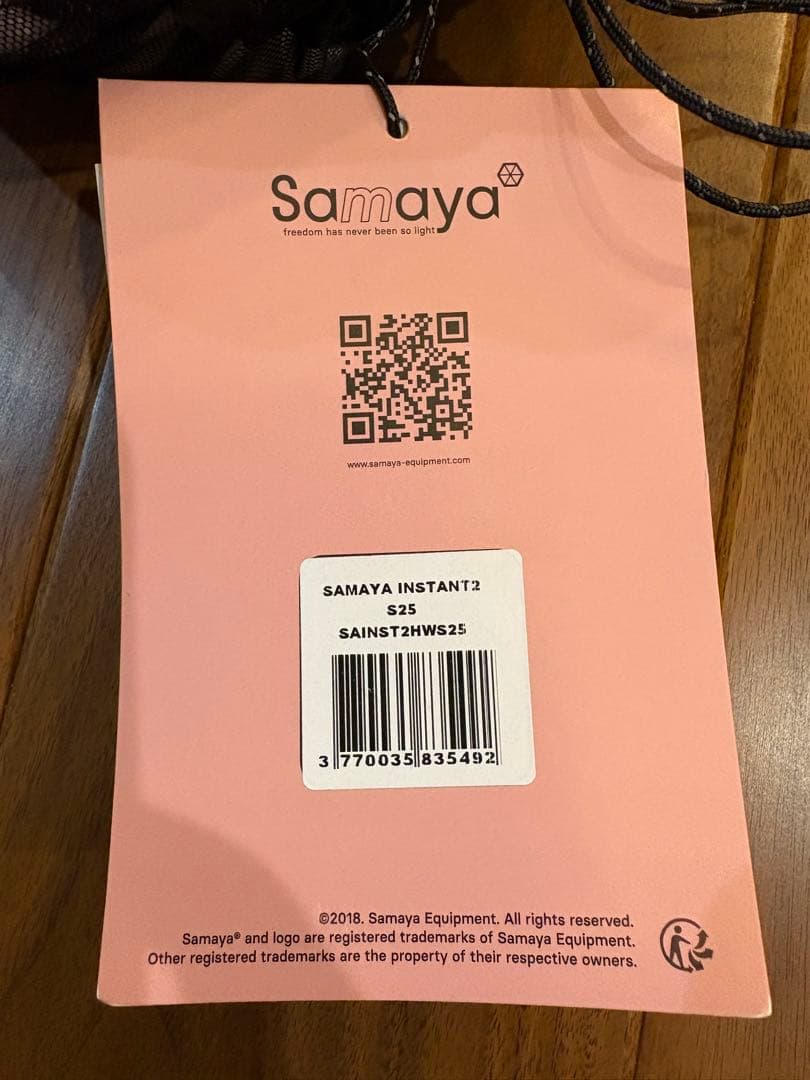 Samaya
freedom has never been so light
www.samaya-equipment.com
SAMAYA INSTANT2
S25
SAINST2HWS25
3 770035 835492
©2018. Samaya Equipment. All rights reserved.
Samaya® and logo are registered trademarks of Samaya Equipment.
Other registered trademarks are the property of their respective owners.